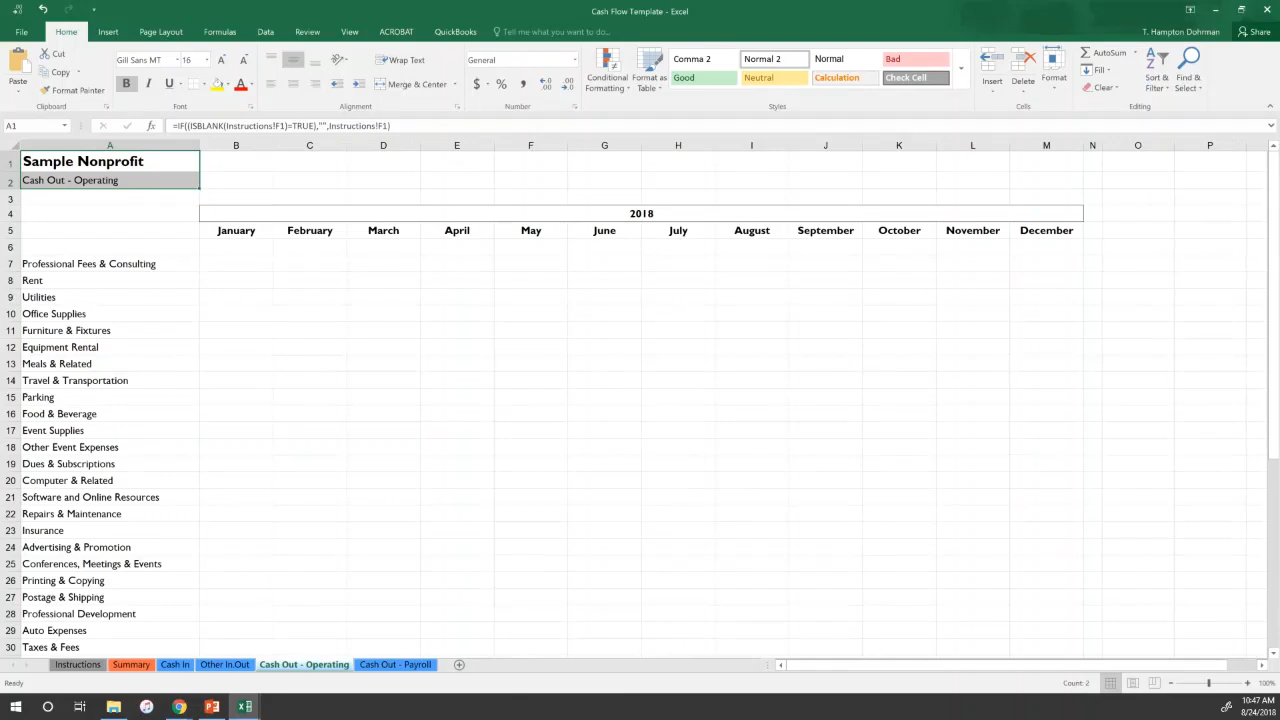 Cash Flow Template - Excel
File Home Insert Page Layout Formulas Data Review View ACROBAT QuickBooks Tell me what you want to do... T. Hampton Dohrman Share
Paste Cut Copy Format Painter Clipboard
Gill Sans MT 16 A A B I U A Font
Wrap Text Merge & Center Alignment
General $ % , Number
Conditional Formatting Format as Table
Comma 2 Normal 2 Normal Bad
Good Neutral Calculation Check Cell
Styles
Insert Delete Format Cells
AutoSum Fill Clear Sort & Filter Find & Select Editing
A1 fx =IF((ISBLANK(Instructions!F1)=TRUE),"",Instructions!F1)
A B C D E F G H I J K L M N O P
1 Sample Nonprofit
2 Cash Out - Operating
3
4 2018
5 January February March April May June July August September October November December
6
7 Professional Fees & Consulting
8 Rent
9 Utilities
10 Office Supplies
11 Furniture & Fixtures
12 Equipment Rental
13 Meals & Related
14 Travel & Transportation
15 Parking
16 Food & Beverage
17 Event Supplies
18 Other Event Expenses
19 Dues & Subscriptions
20 Computer & Related
21 Software and Online Resources
22 Repairs & Maintenance
23 Insurance
24 Advertising & Promotion
25 Conferences, Meetings & Events
26 Printing & Copying
27 Postage & Shipping
28 Professional Development
29 Auto Expenses
30 Taxes & Fees
Instructions Summary Cash In Other In.Out Cash Out - Operating Cash Out - Payroll
Ready Count: 2 100%
10:47 AM
8/24/2018